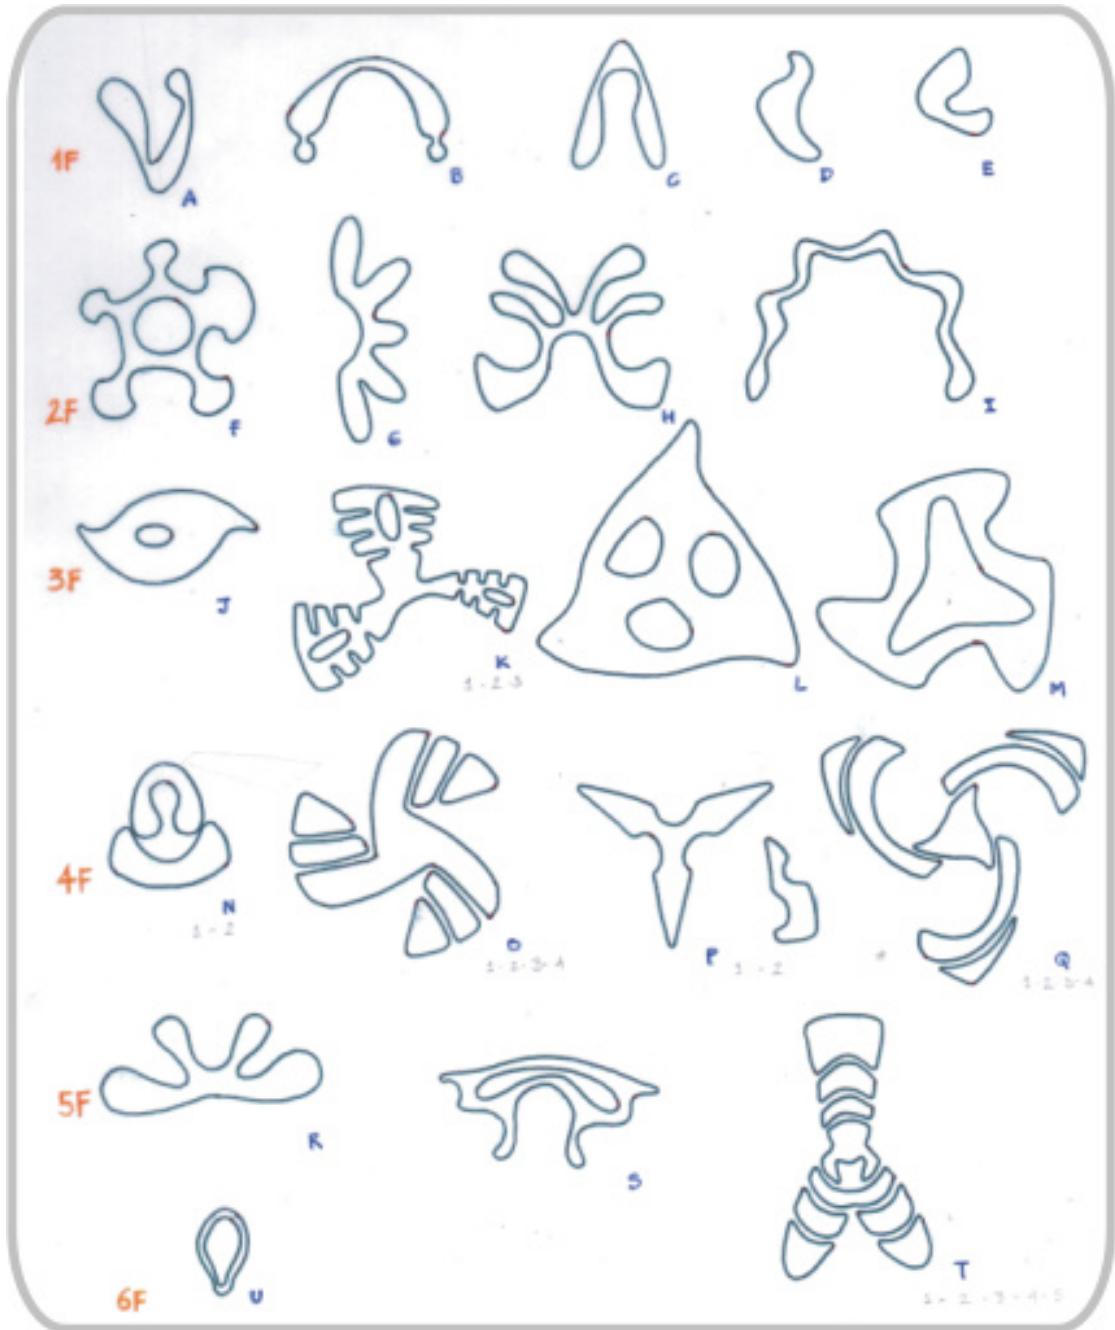 1F A B C D E
2F F G H I
3F J K L M
1-2-3
4F N O P 1-2 Q
1-2 1-2-3-4 1-2-3-4
5F R S T
1-2-3-4-5
6F U